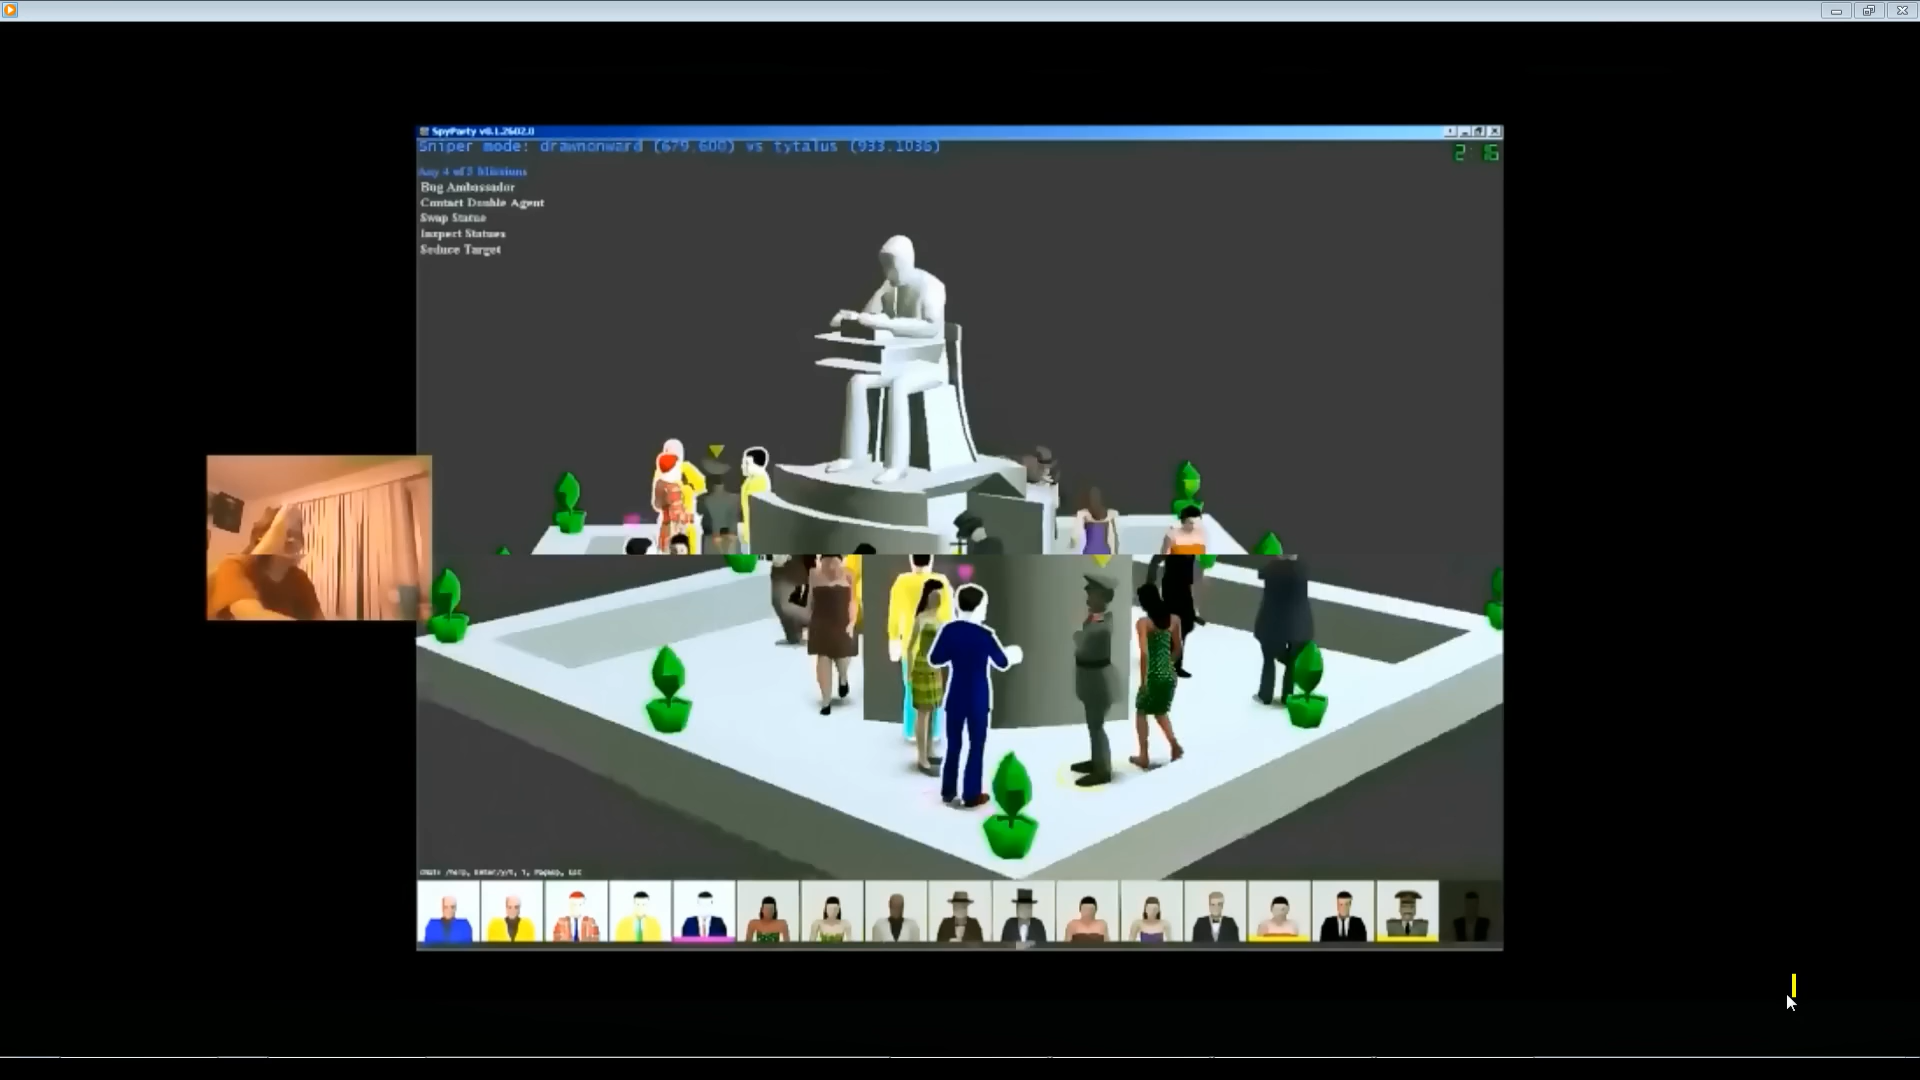 SpyParty v0.1.2602.0
Sniper mode: drawnonward (679.600) vs tytalus (933.1036)
2:16
Any 4 of 5 Missions
Bug Ambassador
Contact Double Agent
Swap Statue
Inspect Statues
Seduce Target